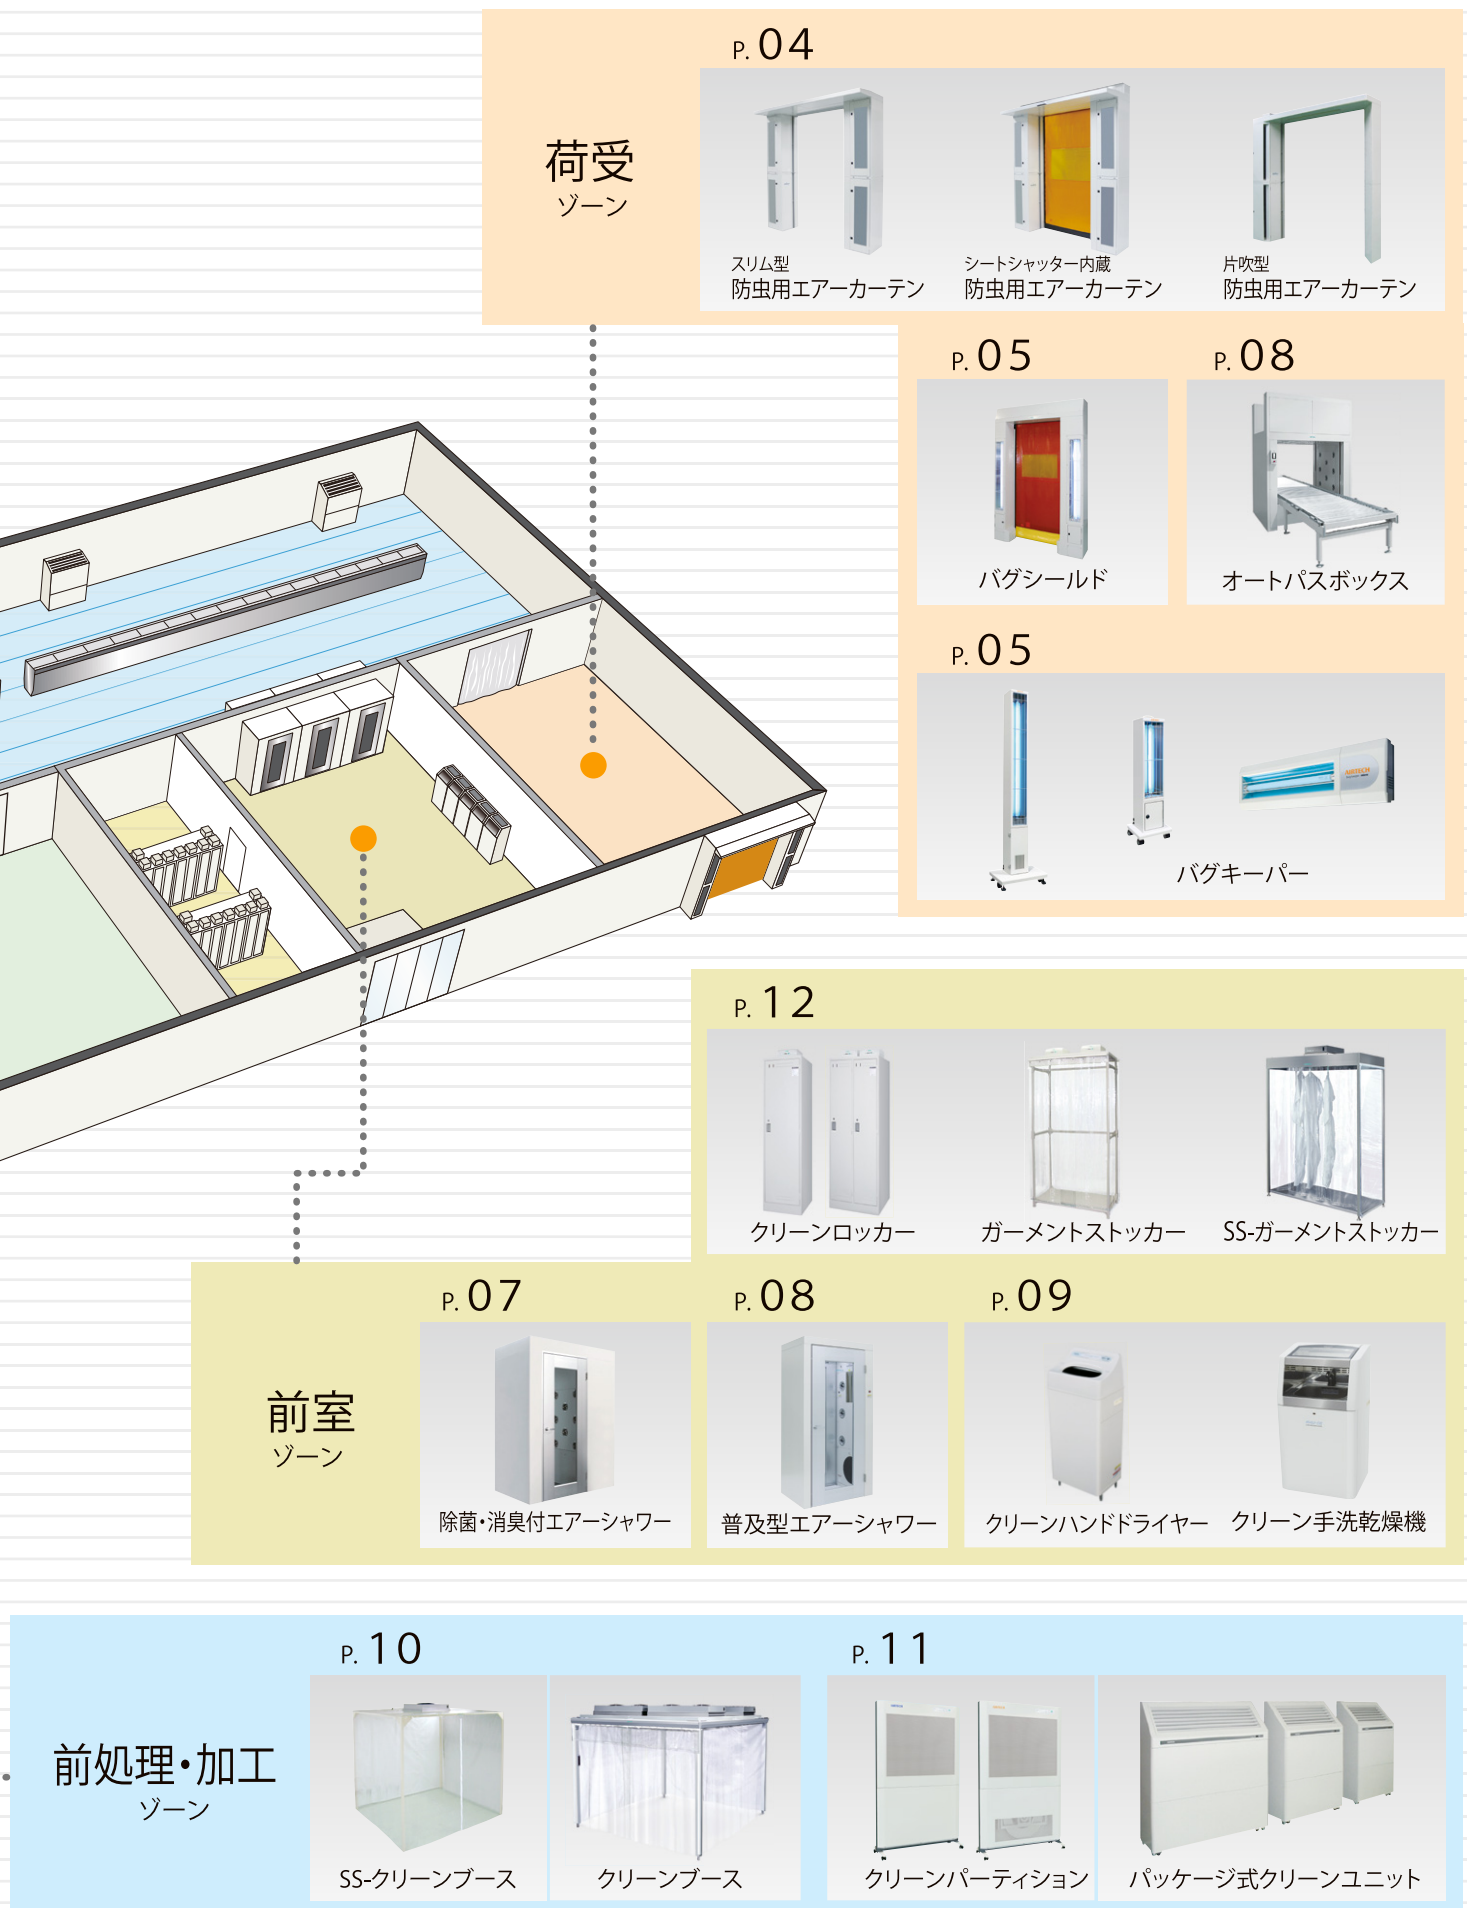 P. 04
荷受
ゾーン
スリム型
防虫用エアーカーテン
シートシャッター内蔵
防虫用エアーカーテン
片吹型
防虫用エアーカーテン
P. 05
バグシールド
P. 08
オートパスボックス
P. 05
AIRTECH
バグキーパー
P. 12
クリーンロッカー
ガーメントストッカー
SS-ガーメントストッカー
前室
ゾーン
P. 07
除菌・消臭付エアーシャワー
P. 08
普及型エアーシャワー
P. 09
クリーンハンドドライヤー
クリーン手洗乾燥機
前処理・加工
ゾーン
P. 10
SS-クリーンブース
クリーンブース
P. 11
クリーンパーティション
パッケージ式クリーンユニット